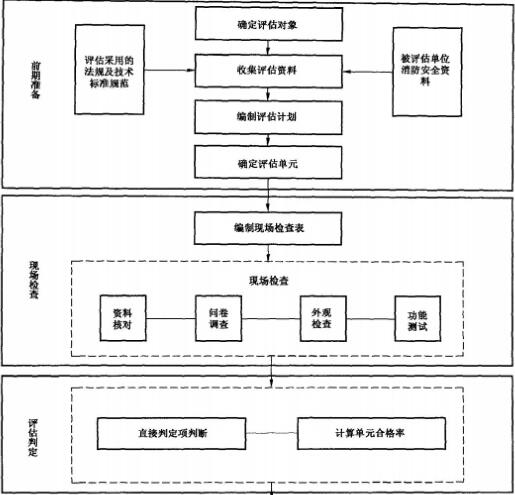 确定评估对象
前期准备
评估采用的
法规及技术
标准规范
收集评估资料
被评估单位
消防安全资
料
编制评估计划
确定评估单元
现场检查
编制现场检查表
现场检查
资料
核对
问卷
调查
外观
检查
功能
测试
评估判定
直接判定项判断
计算单元合格率